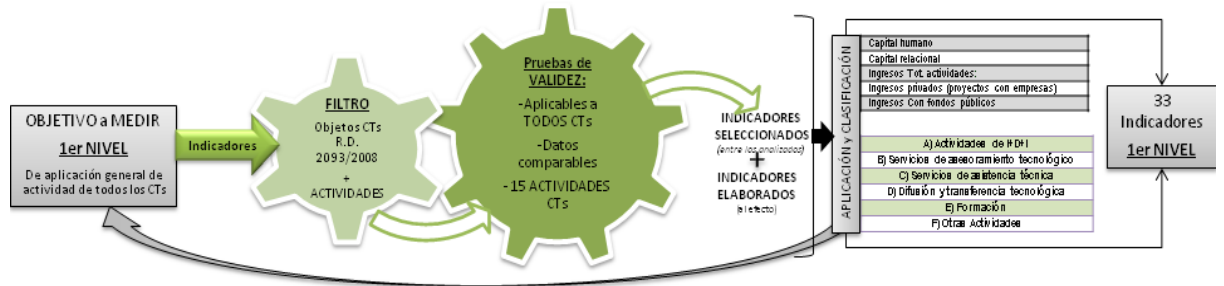 OBJETIVO a MEDIR
1er NIVEL
De aplicación general de
actividad de todos los CTs
Indicadores
FILTRO
Objetos CTs
R.D.
2093/2008
+
ACTIVIDADES
Pruebas de
VALIDEZ:
-Aplicables a
TODOS CTs
-Datos
comparables
- 15 ACTIVIDADES
CTs
INDICADORES
SELECCIONADOS
(entre los analizados)
+
INDICADORES
ELABORADOS
(al efecto)
APLICACIÓN y CLASIFICACIÓN
Capital humano
Capital relacional
Ingresos Tot. actividades:
Ingresos privados (proyectos con empresas)
Ingresos Con fondos públicos
A) Actividades de I+D+I
B) Servicios de asesoramiento tecnológico
C) Servicios de asistencia técnica
D) Difusión y transferencia tecnológica
E) Formación
F) Otras Actividades
33
Indicadores
1er NIVEL